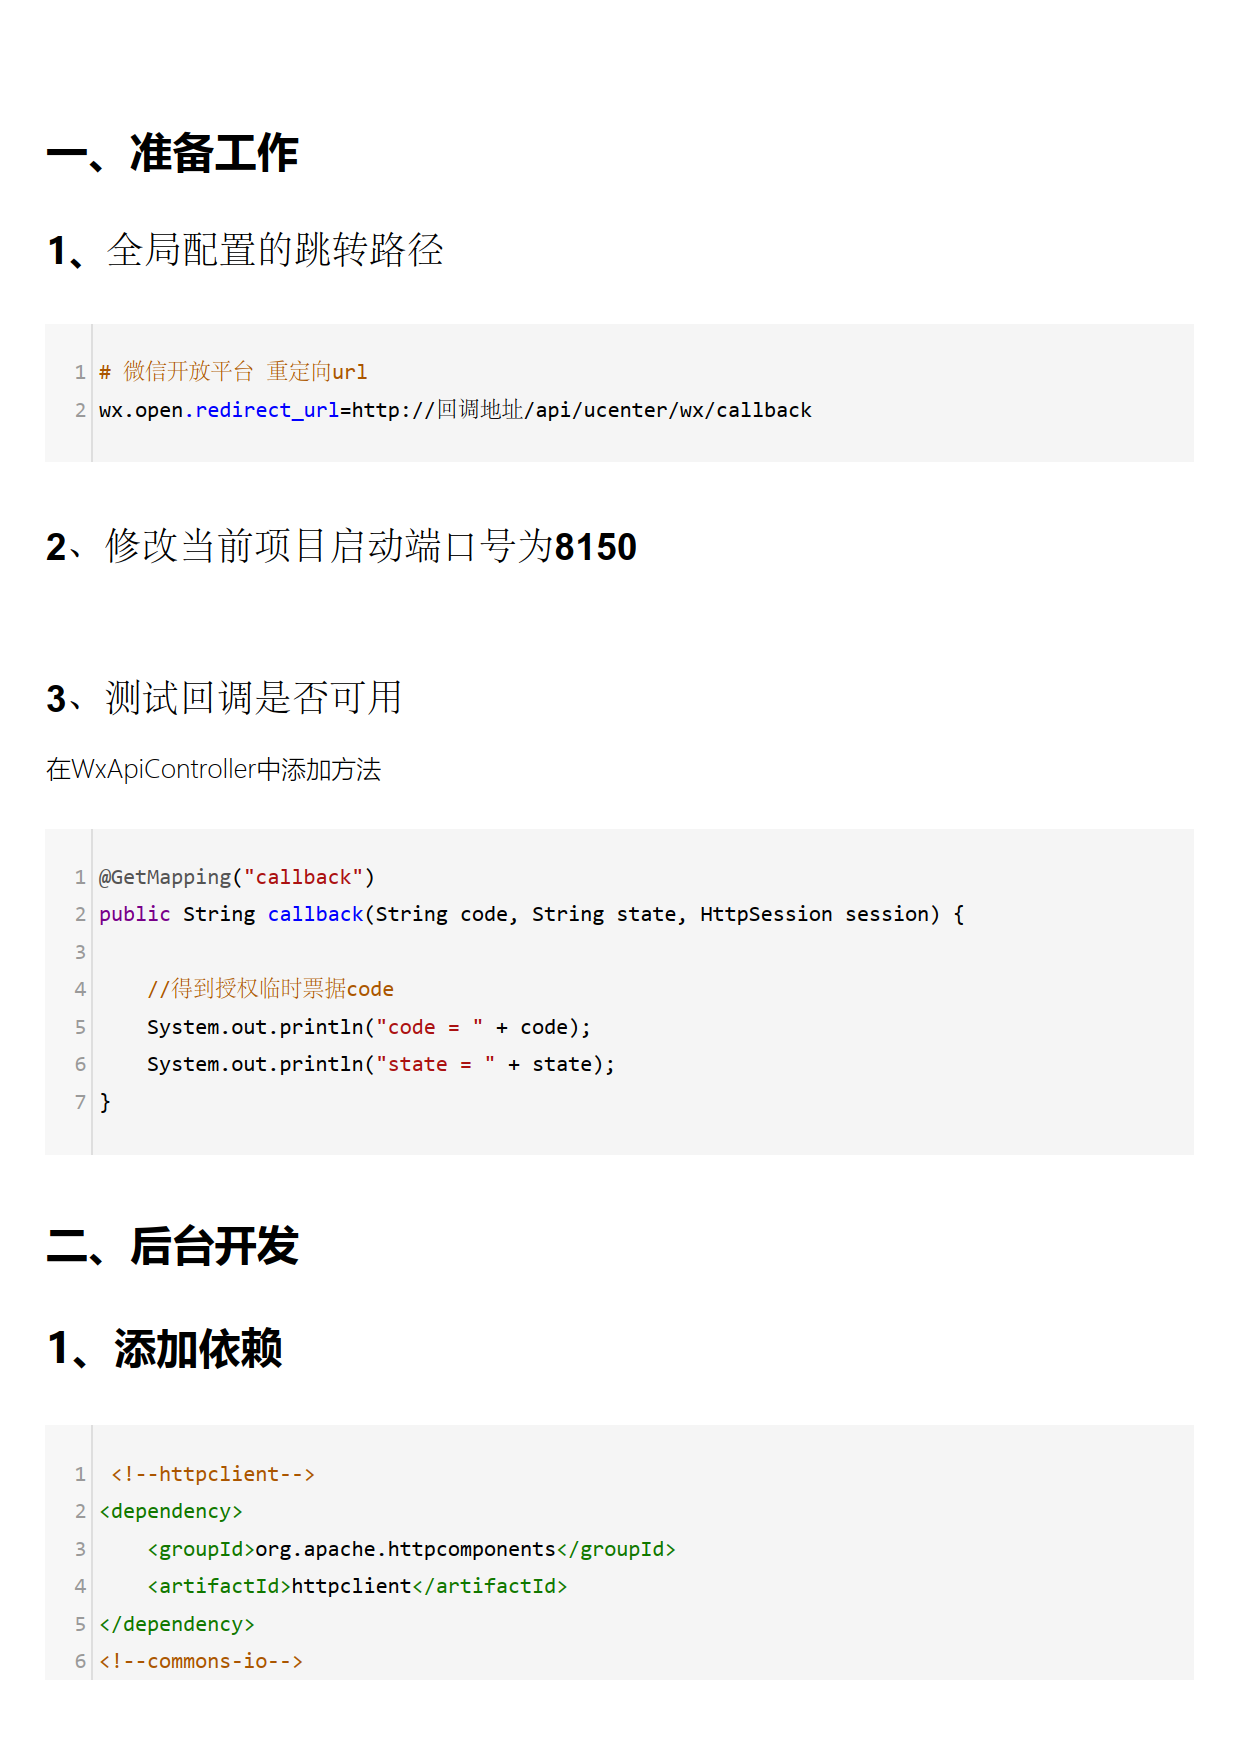 一、准备工作
1、全局配置的跳转路径
1 # 微信开放平台 重定向url
2 wx.open.redirect_url=http://回调地址/api/ucenter/wx/callback
2、修改当前项目启动端口号为8150
3、测试回调是否可用
在WxApiController中添加方法
1 @GetMapping("callback")
2 public String callback(String code, String state, HttpSession session) {
3
4     //得到授权临时票据code
5     System.out.println("code = " + code);
6     System.out.println("state = " + state);
7 }
二、后台开发
1、添加依赖
1  <!--httpclient-->
2 <dependency>
3     <groupId>org.apache.httpcomponents</groupId>
4     <artifactId>httpclient</artifactId>
5 </dependency>
6 <!--commons-io-->